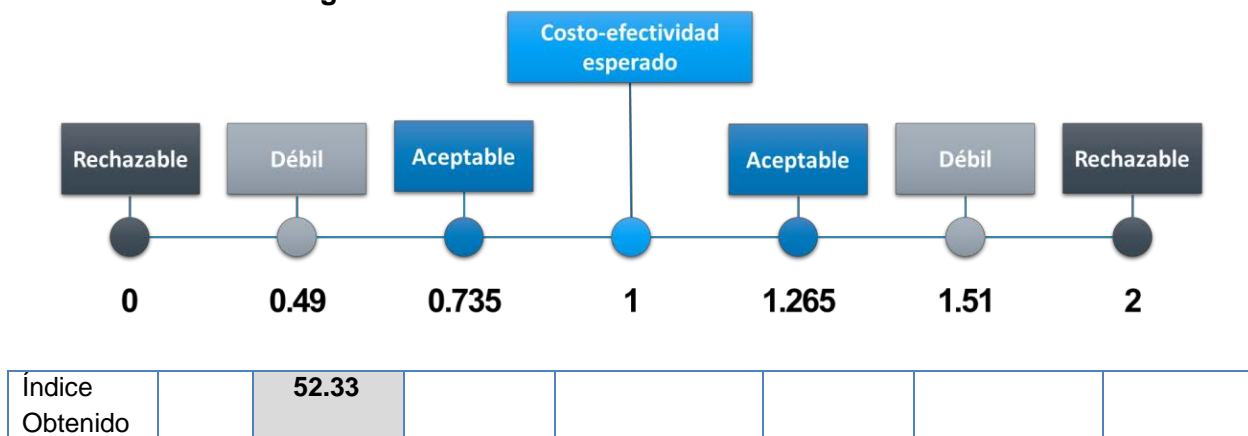 Costo-efectividad
esperado
Rechazable Débil Aceptable Aceptable Débil Rechazable
0 0.49 0.735 1 1.265 1.51 2
Índice 52.33
Obtenido